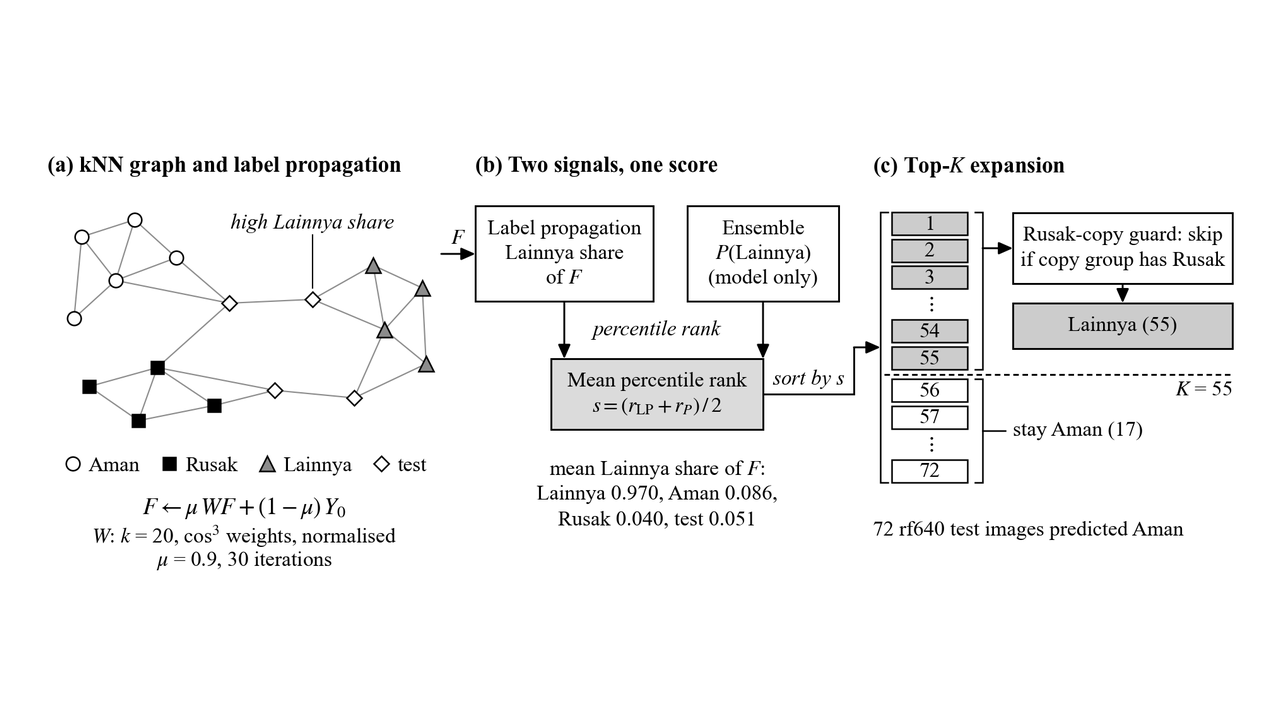 (a) kNN graph and label propagation
high Lainnya share
Aman Rusak Lainnya test
F ← μ WF + (1 − μ) Y₀
W: k = 20, cos³ weights, normalised
μ = 0.9, 30 iterations
(b) Two signals, one score
F
Label propagation
Lainnya share
of F
Ensemble
P(Lainnya)
(model only)
percentile rank
Mean percentile rank
s = (r_LP + r_P) / 2
sort by s
mean Lainnya share of F:
Lainnya 0.970, Aman 0.086,
Rusak 0.040, test 0.051
(c) Top-K expansion
1
2
3
⋮
54
55
56
57
⋮
72
Rusak-copy guard: skip
if copy group has Rusak
Lainnya (55)
K = 55
stay Aman (17)
72 rf640 test images predicted Aman